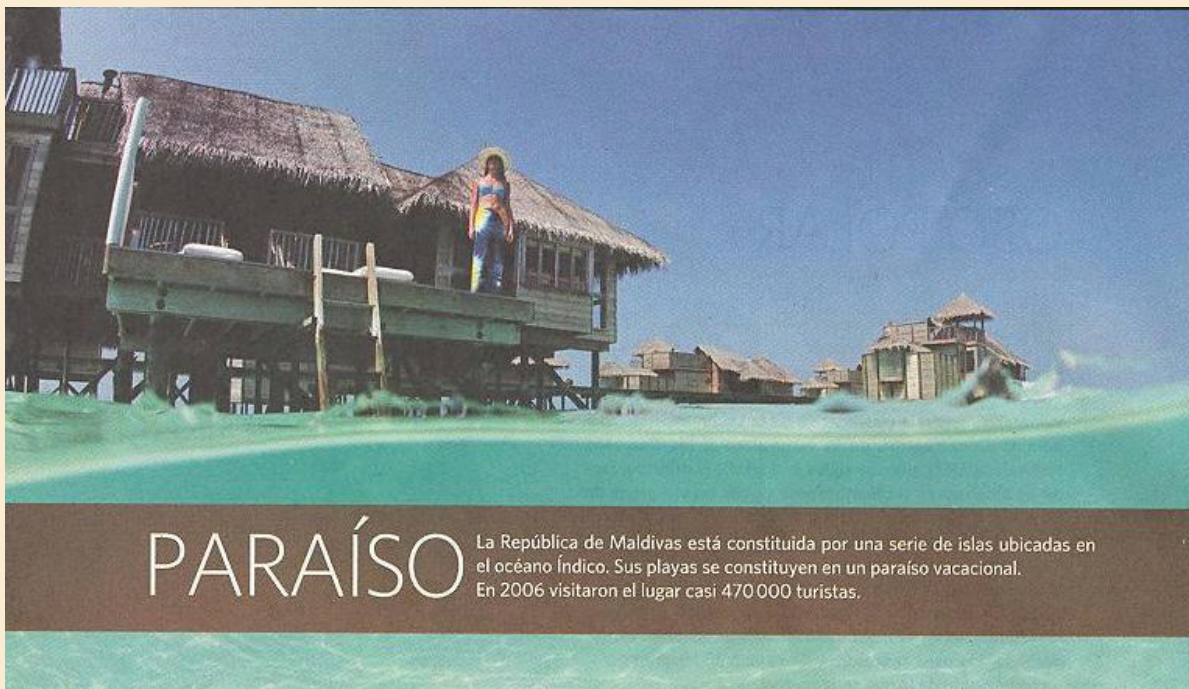 PARAÍSO
La República de Maldivas está constituida por una serie de islas ubicadas en
el océano Índico. Sus playas se constituyen en un paraíso vacacional.
En 2006 visitaron el lugar casi 470 000 turistas.